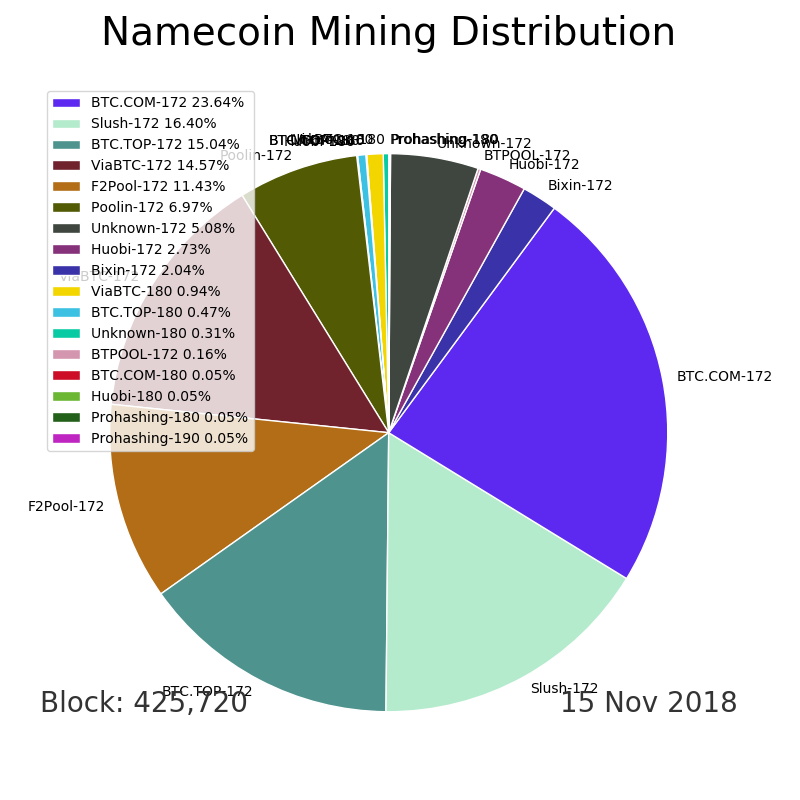 Namecoin Mining Distribution
BTC.COM-172 23.64%
Slush-172 16.40%
BTC.TOP-172 15.04%
ViaBTC-172 14.57%
F2Pool-172 11.43%
Poolin-172 6.97%
Unknown-172 5.08%
Huobi-172 2.73%
Bixin-172 2.04%
ViaBTC-180 0.94%
BTC.TOP-180 0.47%
Unknown-180 0.31%
BTPOOL-172 0.16%
BTC.COM-180 0.05%
Huobi-180 0.05%
Prohashing-180 0.05%
Prohashing-190 0.05%
Poolin-172
Prohashing-180
Unknown-172
BTPOOL-172
Huobi-172
Bixin-172
ViaBTC-172
BTC.COM-172
F2Pool-172
BTC.TOP-172
Slush-172
Block: 425,720
15 Nov 2018